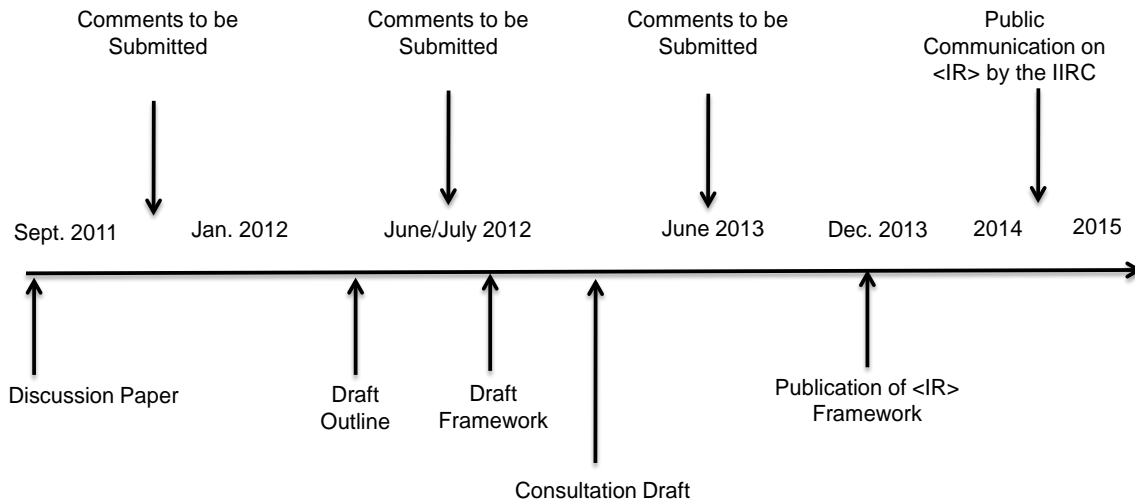 Comments to be
Submitted
Comments to be
Submitted
Comments to be
Submitted
Public
Communication on
<IR> by the IIRC
Sept. 2011
Jan. 2012
June/July 2012
June 2013
Dec. 2013
2014
2015
Discussion Paper
Draft
Outline
Draft
Framework
Consultation Draft
Publication of <IR>
Framework